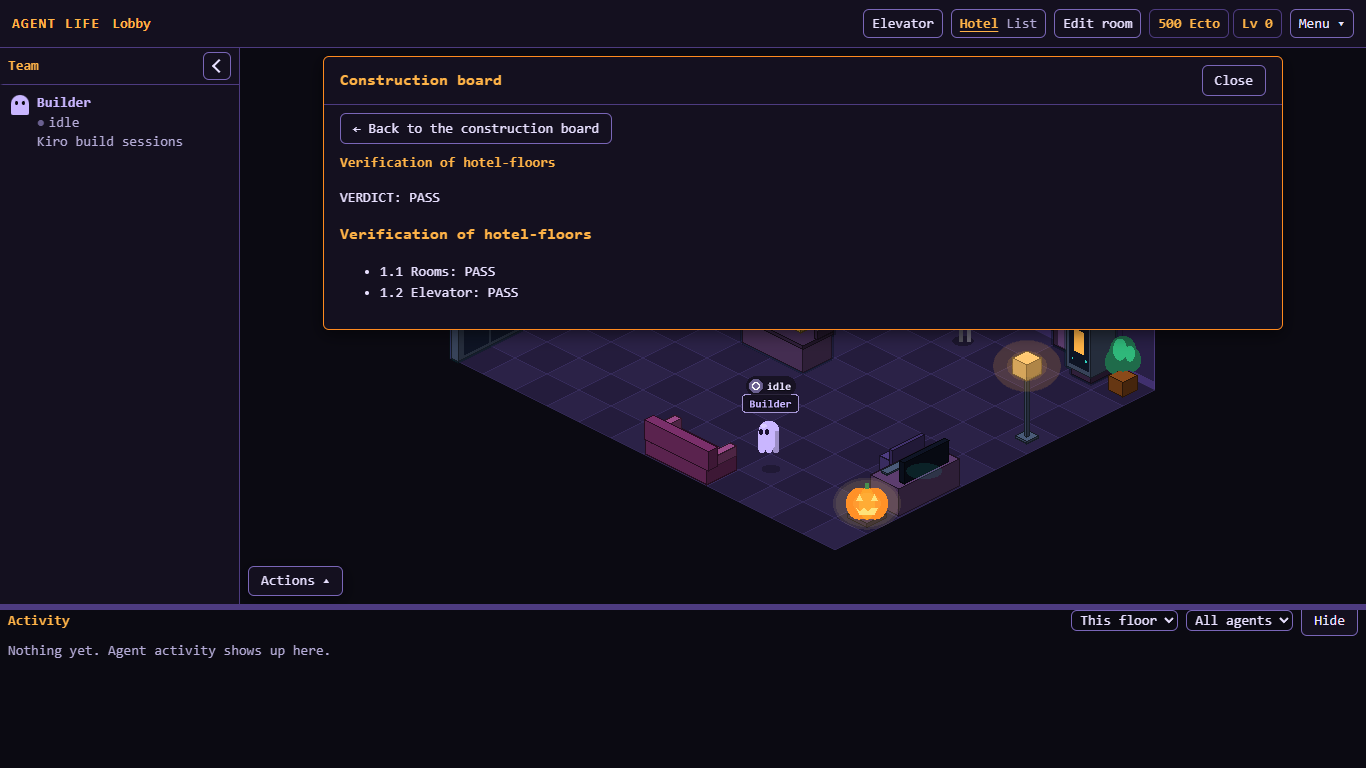 AGENT LIFE Lobby
Elevator Hotel List Edit room 500 Ecto Lv 0 Menu ▾
Team
Builder
idle
Kiro build sessions
Construction board
Close
← Back to the construction board
Verification of hotel-floors
VERDICT: PASS
Verification of hotel-floors
• 1.1 Rooms: PASS
• 1.2 Elevator: PASS
idle
Builder
Actions ▴
Activity
This floor All agents Hide
Nothing yet. Agent activity shows up here.